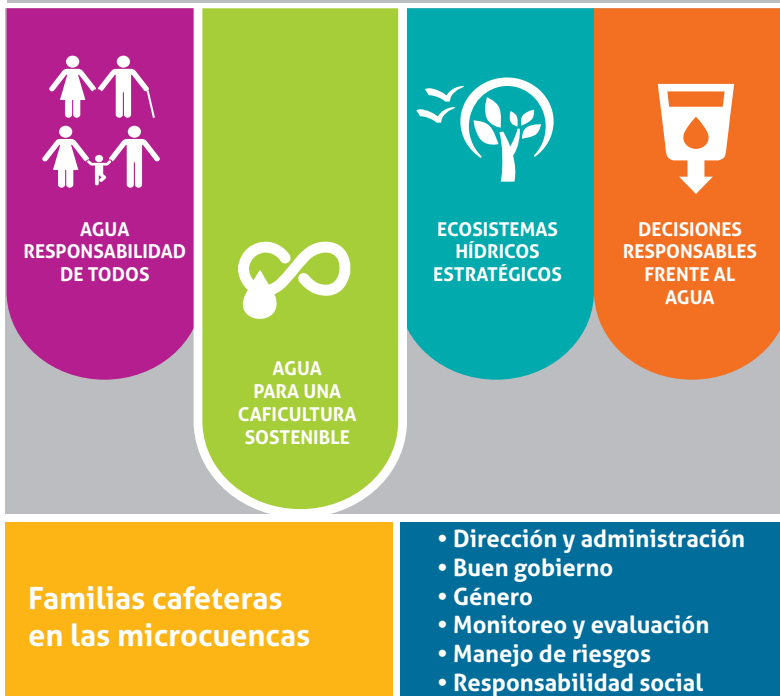 AGUA
RESPONSABILIDAD
DE TODOS
AGUA
PARA UNA
CAFICULTURA
SOSTENIBLE
ECOSISTEMAS
HÍDRICOS
ESTRATÉGICOS
DECISIONES
RESPONSABLES
FRENTE AL
AGUA
Familias cafeteras
en las microcuencas
• Dirección y administración
• Buen gobierno
• Género
• Monitoreo y evaluación
• Manejo de riesgos
• Responsabilidad social